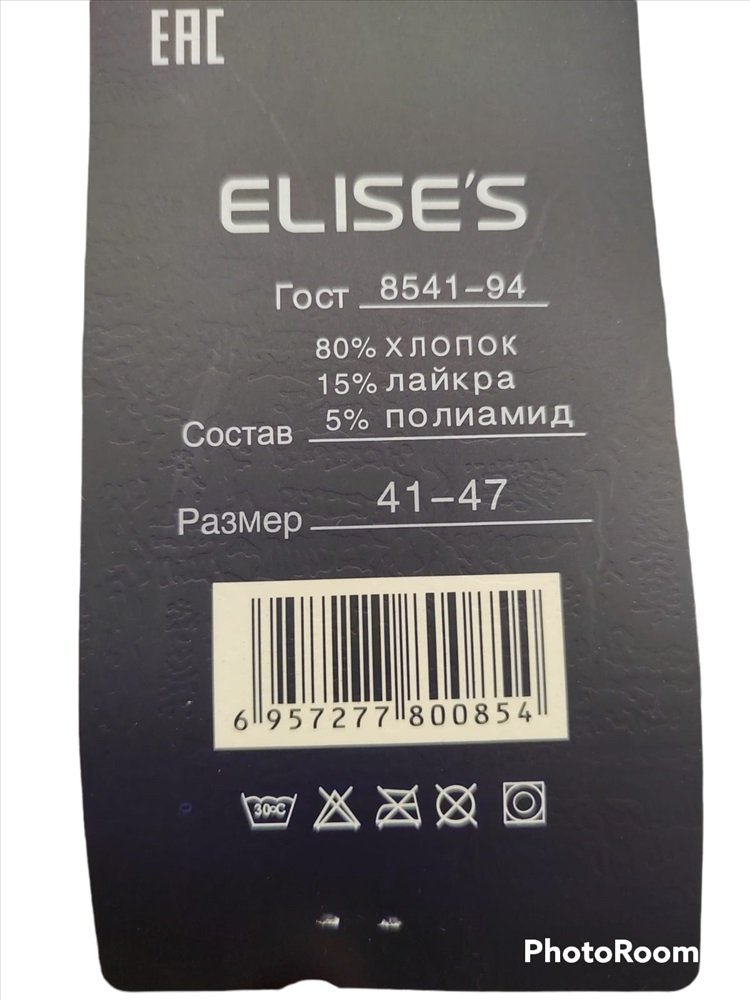 EAC
ELISE'S
Гост 8541-94
80% хлопок
15% лайкра
5% полиамид
Состав
Размер 41-47
6 957277 800854
30°C
PhotoRoom